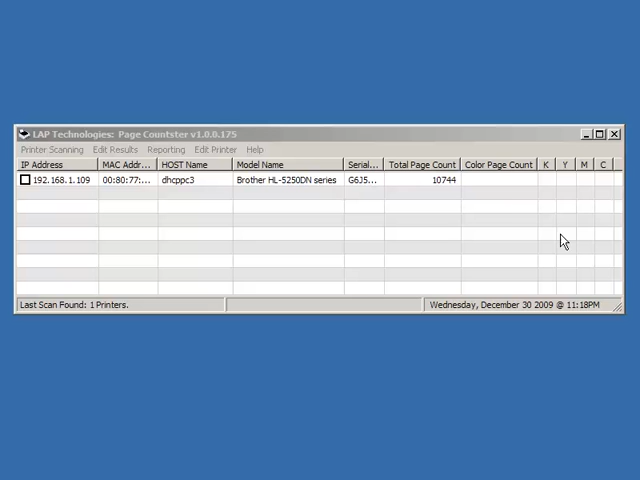 LAP Technologies: Page Countster v1.0.0.175
Printer Scanning Edit Results Reporting Edit Printer Help
IP Address MAC Addr... HOST Name Model Name Serial... Total Page Count Color Page Count K Y M C
192.168.1.109 00:80:77:... dhcppc3 Brother HL-5250DN series G6J5... 10744
Last Scan Found: 1 Printers. Wednesday, December 30 2009 @ 11:18PM